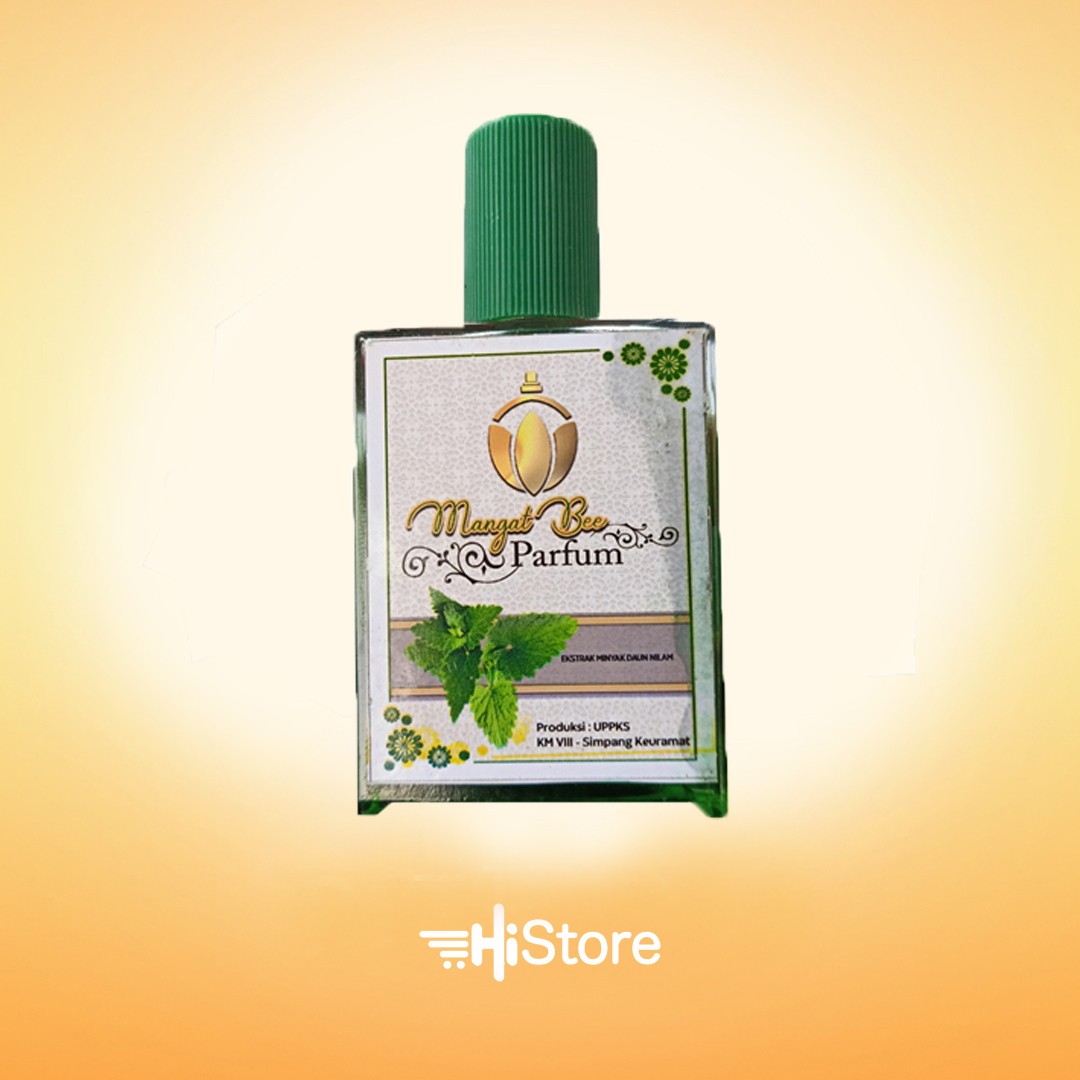 Mangat Bee
Parfum
EKSTRAK MINYAK DAUN NILAM
Produksi : UPPKS
KM VIII - Simpang Keuramat
HiStore